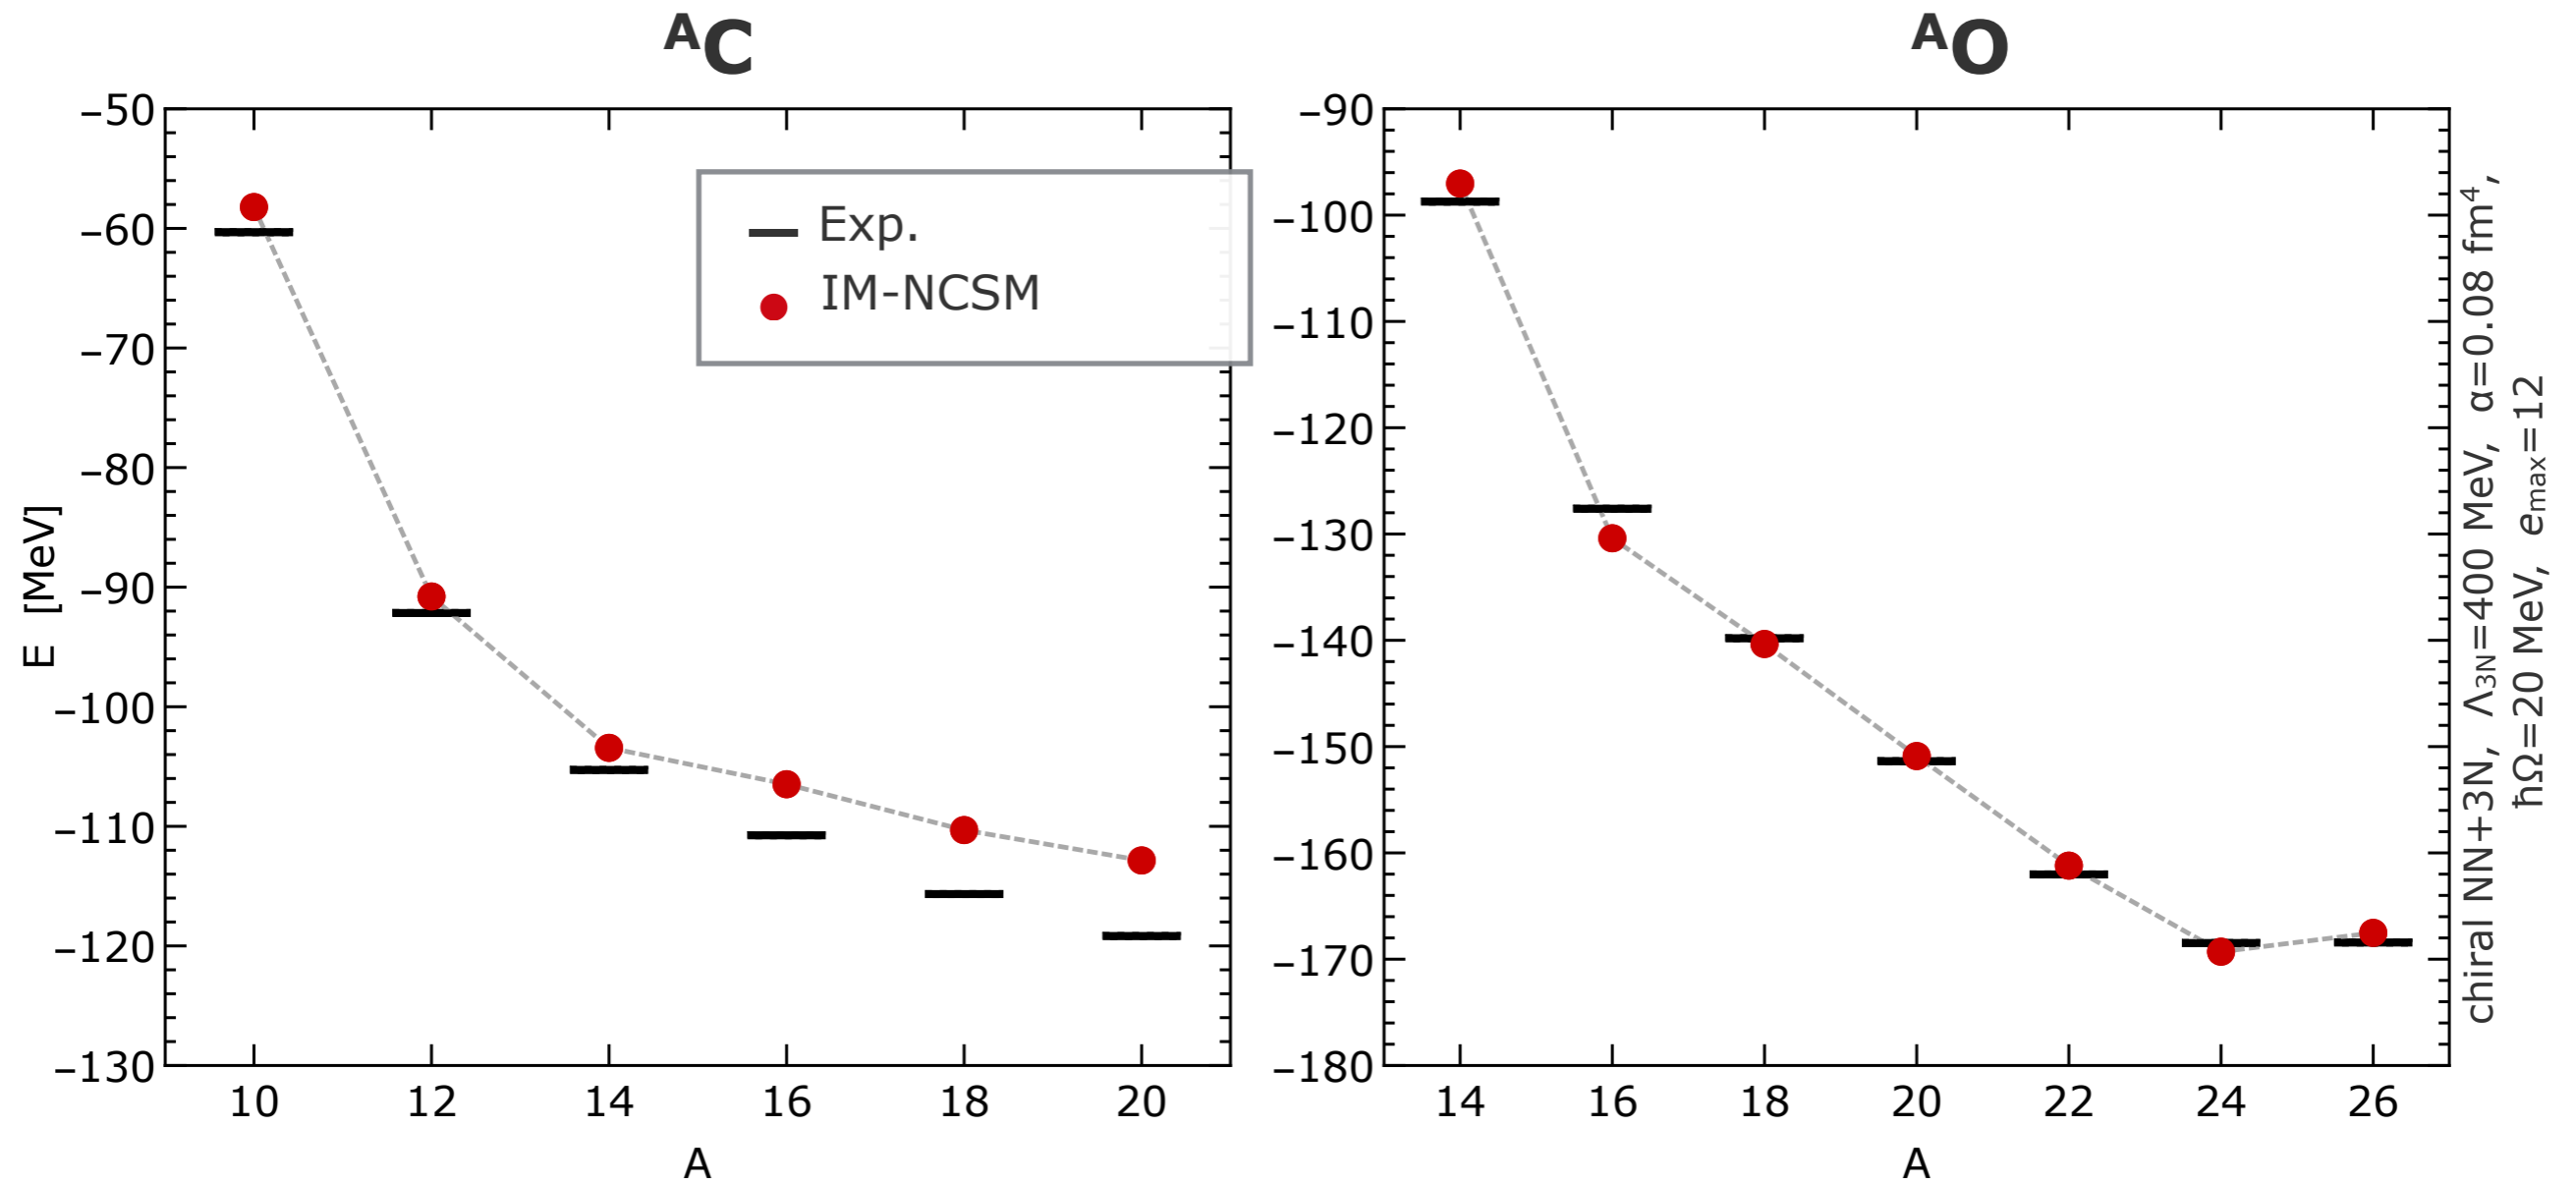 ᴬC
ᴬO
E [MeV]
–50
–60
–70
–80
–90
–100
–110
–120
–130
10 12 14 16 18 20
A
Exp.
IM-NCSM
–90
–100
–110
–120
–130
–140
–150
–160
–170
–180
14 16 18 20 22 24 26
A
chiral NN+3N, Λ₃N=400 MeV, α=0.08 fm⁴,
ħΩ=20 MeV, eₘₐₓ=12